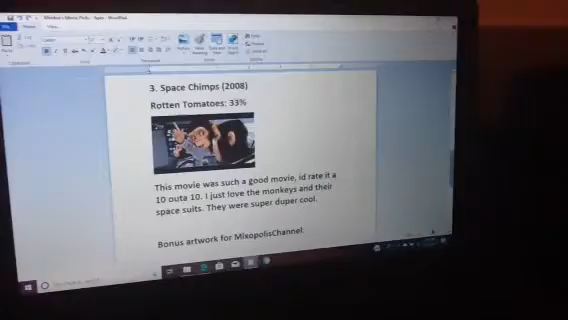 3. Space Chimps (2008)
Rotten Tomatoes: 33%
This movie was such a good movie, id rate it a
10 outa 10. I just love the monkeys and their
space suits. They were super duper cool.
Bonus artwork for MixopolisChannel: